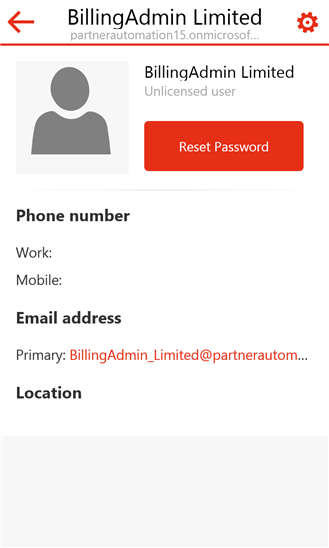 BillingAdmin Limited
partnerautomation15.onmicrosof...
BillingAdmin Limited
Unlicensed user
Reset Password
Phone number
Work:
Mobile:
Email address
Primary: BillingAdmin_Limited@partnerautom...
Location